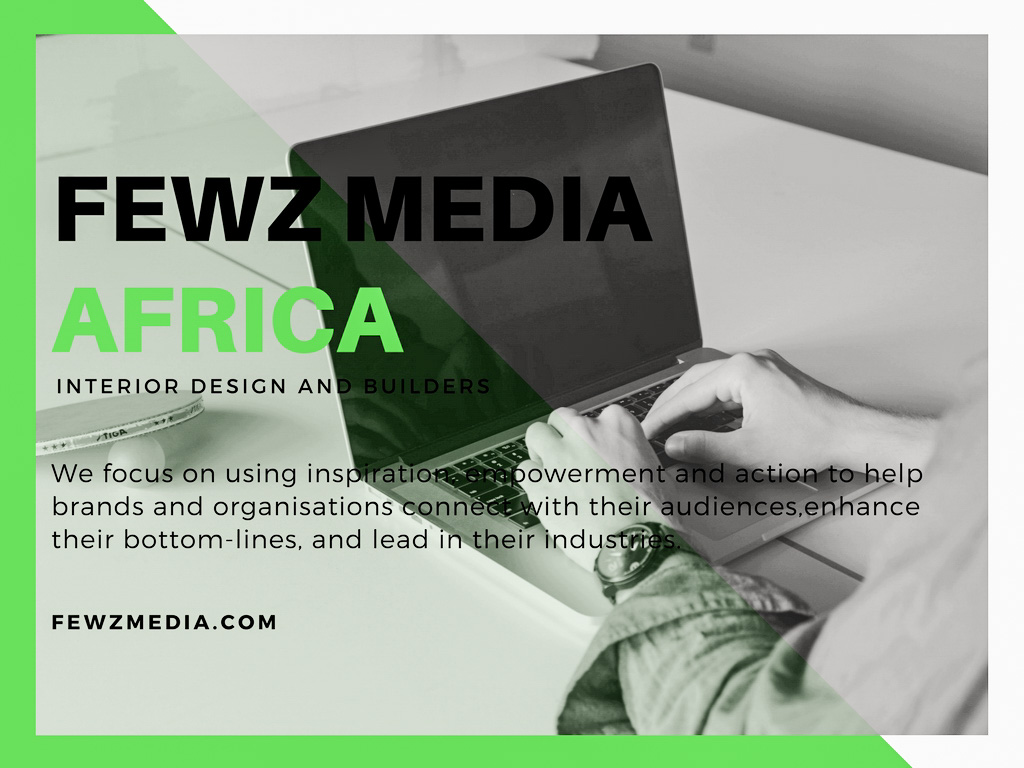 FEWZ MEDIA
AFRICA
INTERIOR DESIGN AND BUILDERS
STIGA
We focus on using inspiration, empowerment and action to help
brands and organisations connect with their audiences,enhance
their bottom-lines, and lead in their industries.
FEWZMEDIA.COM